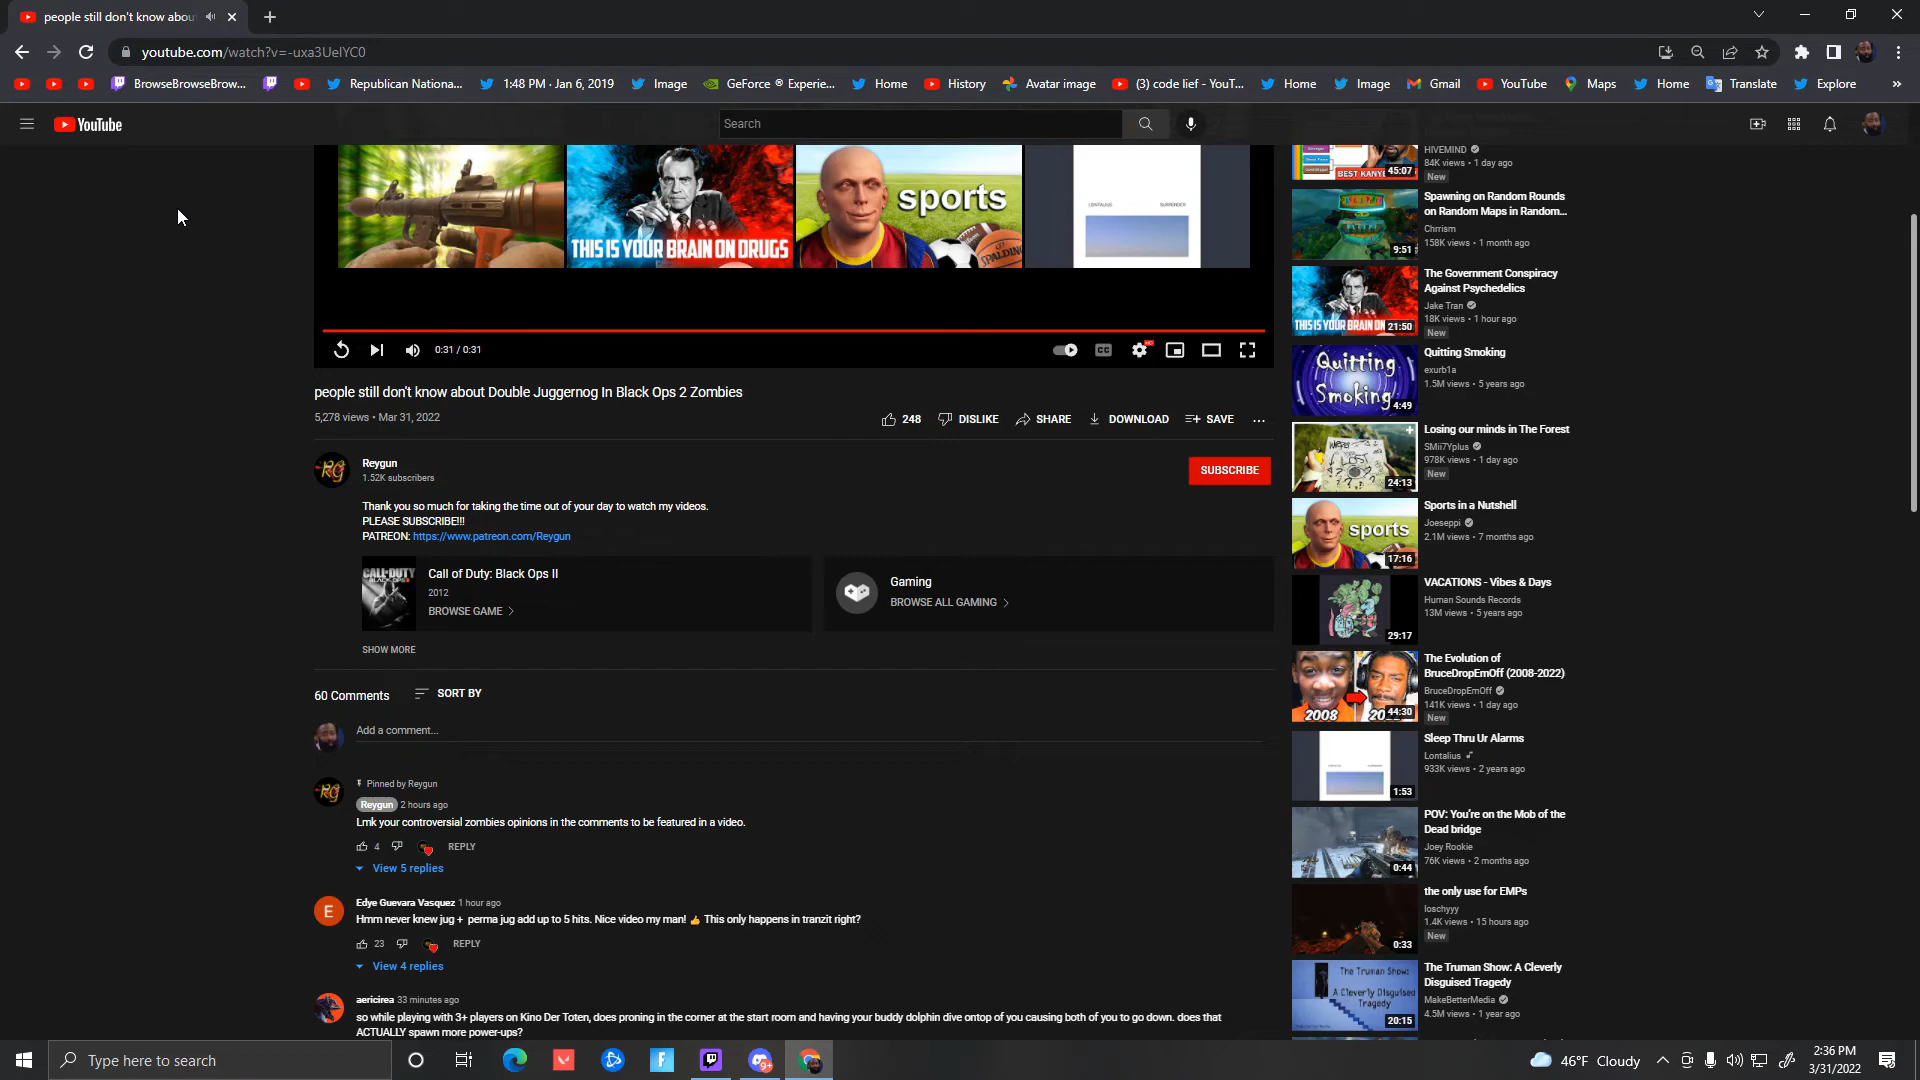 people still don't know abou
youtube.com/watch?v=-uxa3UelYC0
BrowseBrowseBrow...
Republican Nationa...
1:48 PM · Jan 6, 2019
Image
GeForce ® Experie...
Home
History
Avatar image
(3) code lief - YouT...
Home
Image
Gmail
YouTube
Maps
Home
Translate
Explore
»
YouTube
Search
THIS IS YOUR BRAIN ON DRUGS
sports
SPALDING
LONTALIUS
SURRENDER
0:31 / 0:31
CC
HD
people still don't know about Double Juggernog In Black Ops 2 Zombies
5,278 views • Mar 31, 2022
248
DISLIKE
SHARE
DOWNLOAD
SAVE
...
RG
Reygun
1.52K subscribers
SUBSCRIBE
Thank you so much for taking the time out of your day to watch my videos.
PLEASE SUBSCRIBE!!!
PATREON: https://www.patreon.com/Reygun
CALL OF DUTY
Call of Duty: Black Ops II
2012
BROWSE GAME
Gaming
BROWSE ALL GAMING
SHOW MORE
60 Comments
SORT BY
Add a comment...
RG
Pinned by Reygun
Reygun 2 hours ago
Lmk your controversial zombies opinions in the comments to be featured in a video.
4
REPLY
View 5 replies
E
Edye Guevara Vasquez 1 hour ago
Hmm never knew jug + perma jug add up to 5 hits. Nice video my man! 👍 This only happens in tranzit right?
23
REPLY
View 4 replies
aericirea 33 minutes ago
so while playing with 3+ players on Kino Der Toten, does proning in the corner at the start room and having your buddy dolphin dive ontop of you causing both of you to go down. does that
ACTUALLY spawn more power-ups?
BEST KANYE
45:07
HIVEMIND
84K views • 1 day ago
New
9:51
Spawning on Random Rounds
on Random Maps in Random...
Chrrism
158K views • 1 month ago
THIS IS YOUR BRAIN ON
21:50
The Government Conspiracy
Against Psychedelics
Jake Tran
18K views • 1 hour ago
New
Quitting
Smoking
4:49
Quitting Smoking
exurb1a
1.5M views • 5 years ago
WE'RE
LOST
24:13
Losing our minds in The Forest
SMii7Yplus
978K views • 1 day ago
New
sports
17:16
Sports in a Nutshell
Joeseppi
2.1M views • 7 months ago
29:17
VACATIONS - Vibes & Days
Human Sounds Records
13M views • 5 years ago
2008
20
44:30
The Evolution of
BruceDropEmOff (2008-2022)
BruceDropEmOff
141K views • 1 day ago
New
1:53
Sleep Thru Ur Alarms
Lontalius
933K views • 2 years ago
0:44
POV: You're on the Mob of the
Dead bridge
Joey Rookie
76K views • 2 months ago
0:33
the only use for EMPs
loschyyy
1.4K views • 15 hours ago
New
The Truman Show:
A Cleverly Disguised
Tragedy
20:15
The Truman Show: A Cleverly
Disguised Tragedy
MakeBetterMedia
4.5M views • 1 year ago
Type here to search
9+
46°F Cloudy
2:36 PM
3/31/2022